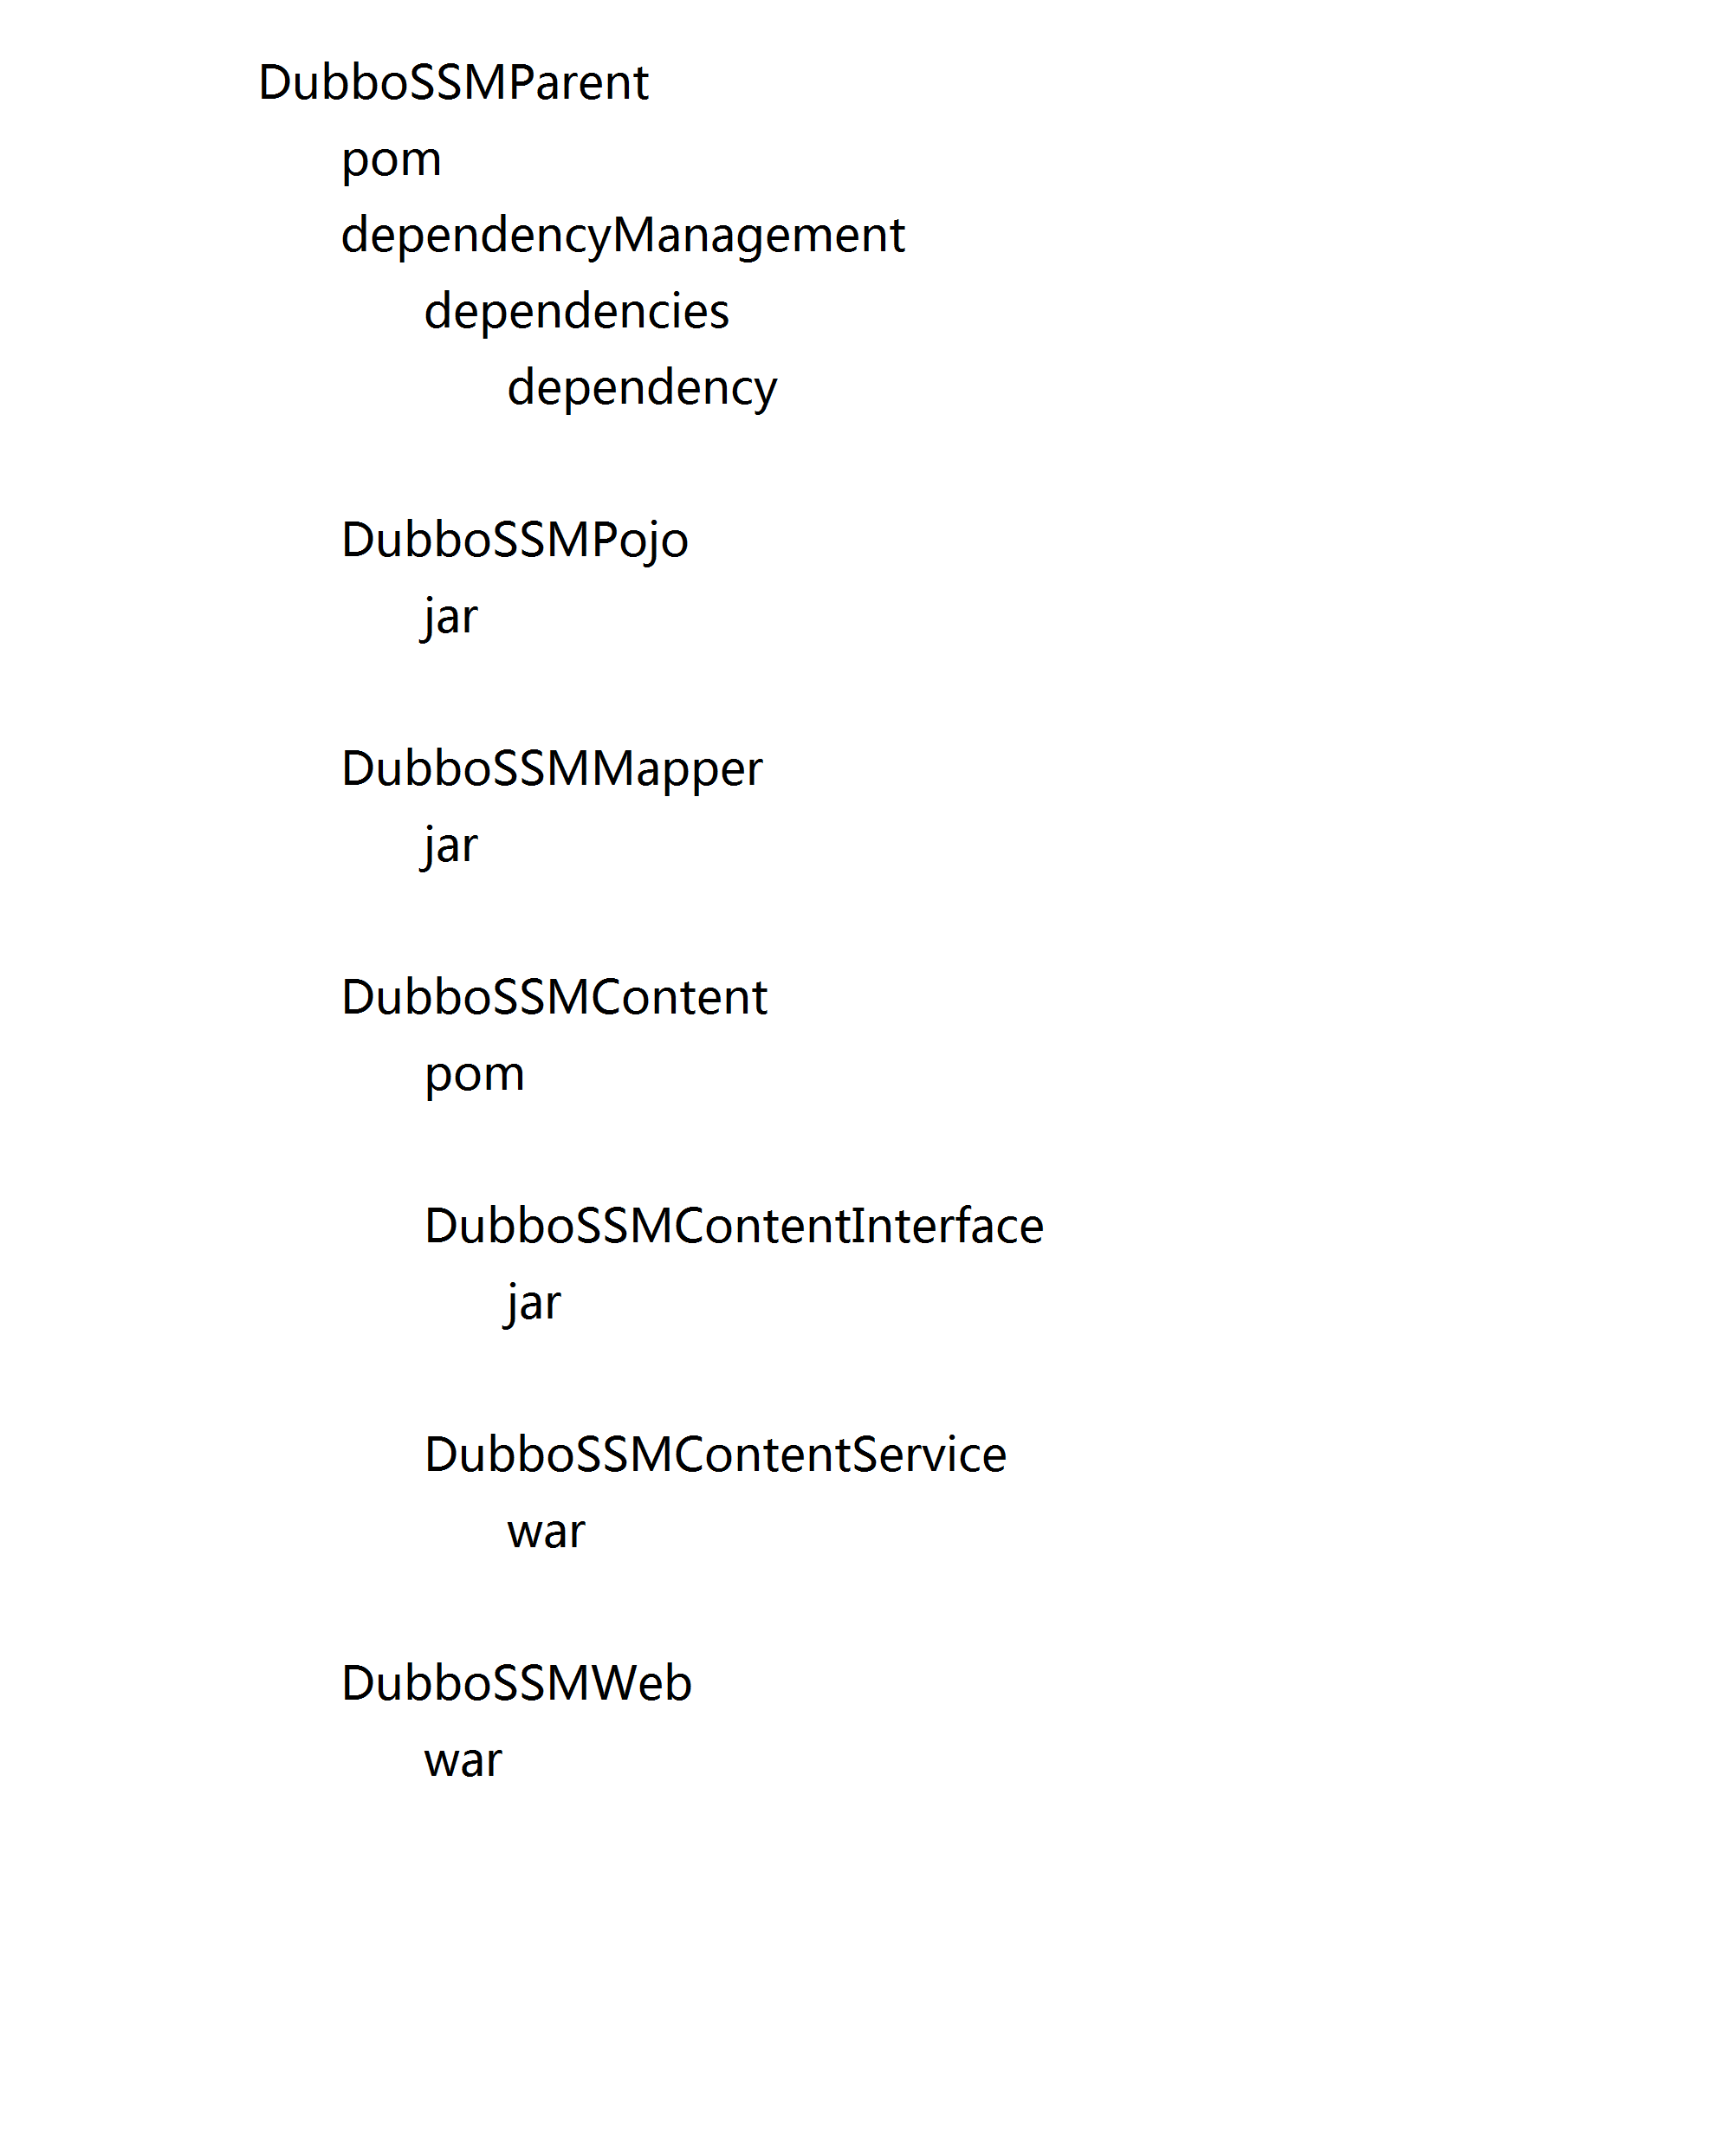 DubboSSMParent
pom
dependencyManagement
dependencies
dependency
DubboSSMPojo
jar
DubboSSMMapper
jar
DubboSSMContent
pom
DubboSSMContentInterface
jar
DubboSSMContentService
war
DubboSSMWeb
war